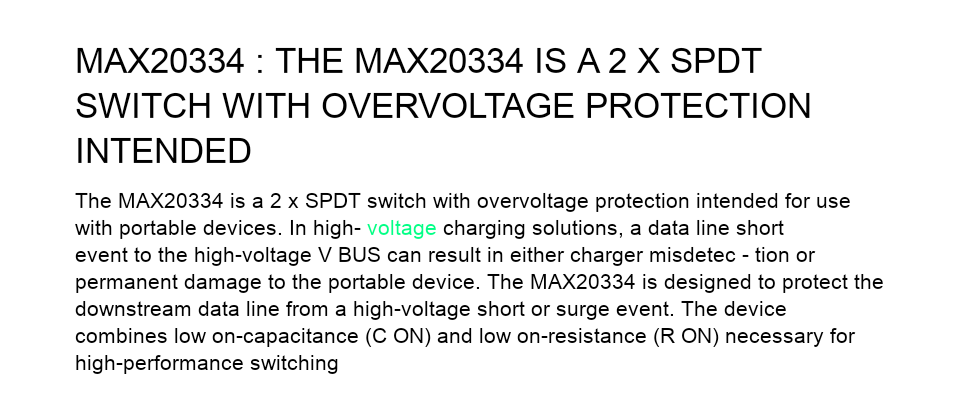 MAX20334 : THE MAX20334 IS A 2 X SPDT
SWITCH WITH OVERVOLTAGE PROTECTION
INTENDED
The MAX20334 is a 2 x SPDT switch with overvoltage protection intended for use
with portable devices. In high- voltage charging solutions, a data line short
event to the high-voltage V BUS can result in either charger misdetec - tion or
permanent damage to the portable device. The MAX20334 is designed to protect the
downstream data line from a high-voltage short or surge event. The device
combines low on-capacitance (C ON) and low on-resistance (R ON) necessary for
high-performance switching